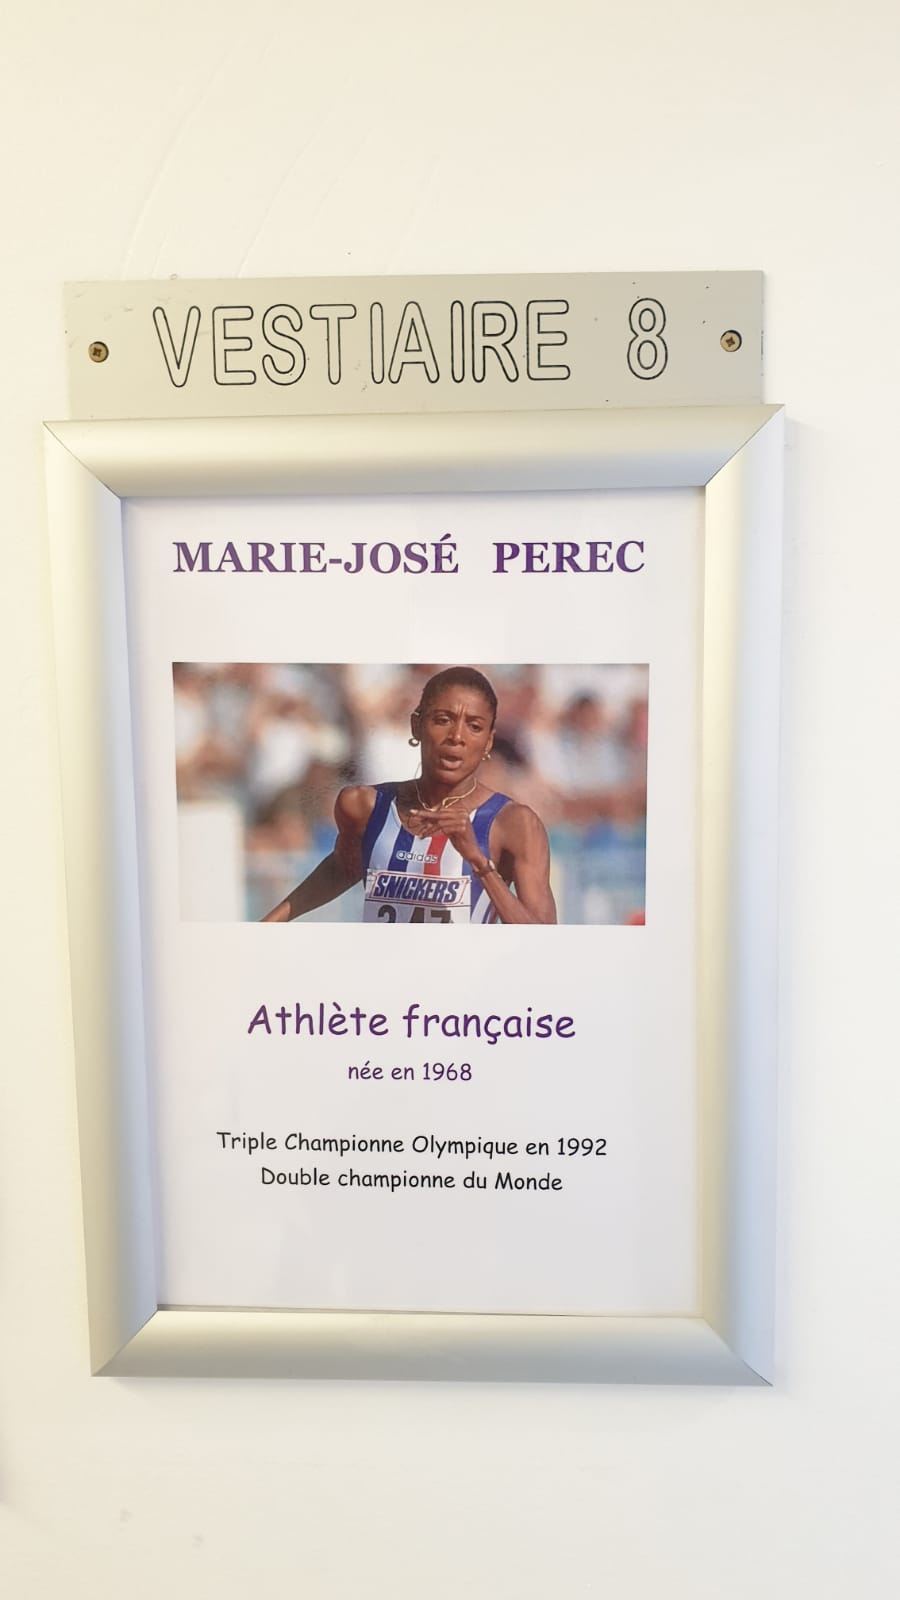 VESTIAIRE 8
MARIE-JOSÉ PEREC
adidas
SNICKERS
247
Athlète française
née en 1968
Triple Championne Olympique en 1992
Double championne du Monde